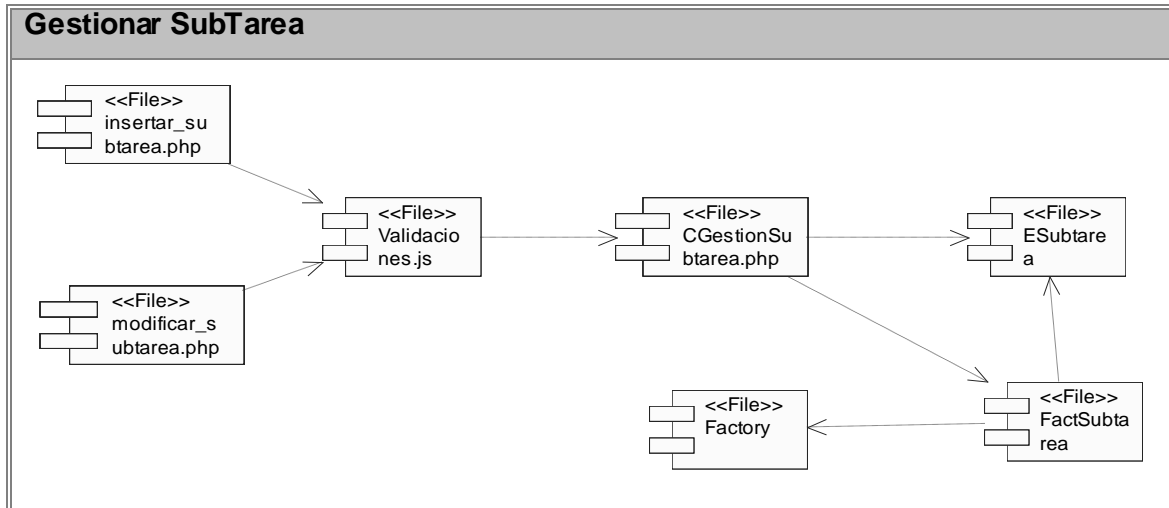 Gestionar SubTarea
<<File>>
insertar_su
btarea.php
<<File>>
Validacio
nes.js
<<File>>
CGestionSu
btarea.php
<<File>>
ESubtare
a
<<File>>
modificar_s
ubtarea.php
<<File>>
Factory
<<File>>
FactSubta
rea